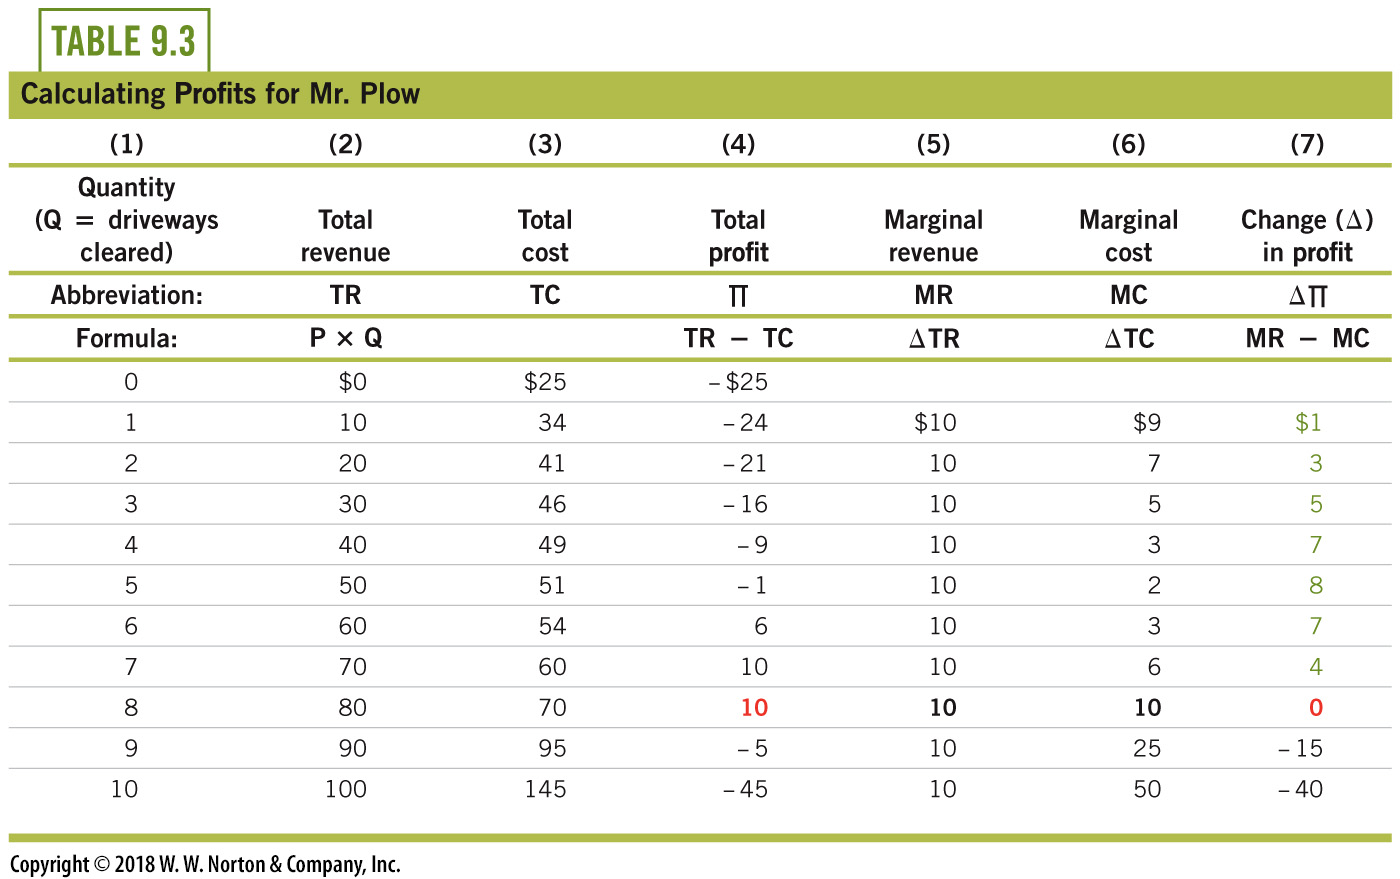 TABLE 9.3
Calculating Profits for Mr. Plow
(1) (2) (3) (4) (5) (6) (7)
Quantity
(Q = driveways Total Total Total Marginal Marginal Change (Δ)
cleared) revenue cost profit revenue cost in profit
Abbreviation: TR TC Π MR MC ΔΠ
Formula: P × Q TR − TC ΔTR ΔTC MR − MC
0 $0 $25 –$25
1 10 34 –24 $10 $9 $1
2 20 41 –21 10 7 3
3 30 46 –16 10 5 5
4 40 49 –9 10 3 7
5 50 51 –1 10 2 8
6 60 54 6 10 3 7
7 70 60 10 10 6 4
8 80 70 10 10 10 0
9 90 95 –5 10 25 –15
10 100 145 –45 10 50 –40
Copyright © 2018 W. W. Norton & Company, Inc.